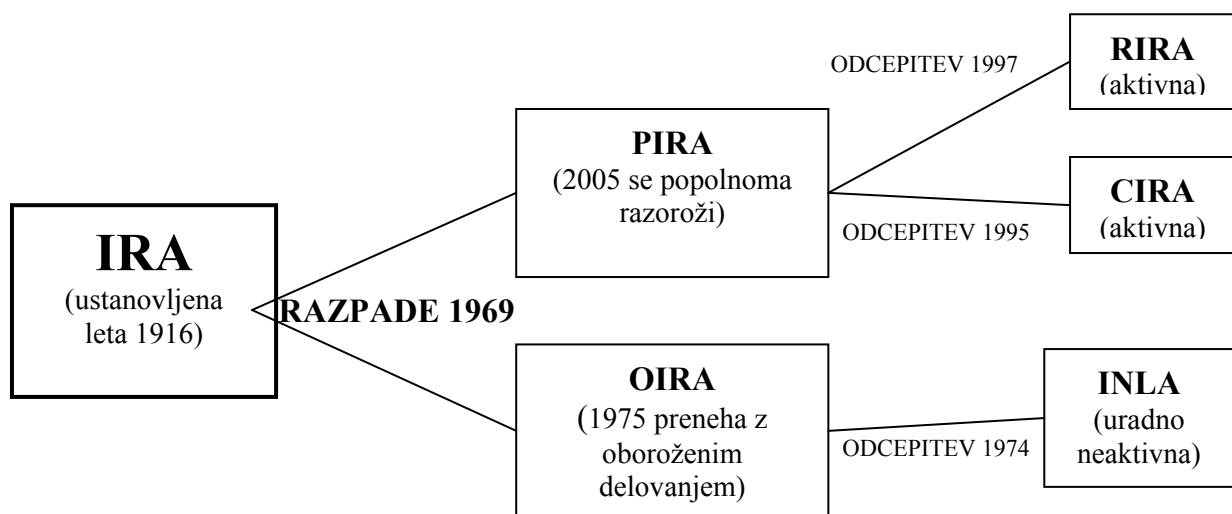 IRA
(ustanovljena
leta 1916)
RAZPADE 1969
PIRA
(2005 se popolnoma
razoroži)
OIRA
(1975 preneha z
oboroženim
delovanjem)
ODCEPITEV 1997
RIRA
(aktivna)
ODCEPITEV 1995
CIRA
(aktivna)
ODCEPITEV 1974
INLA
(uradno
neaktivna)